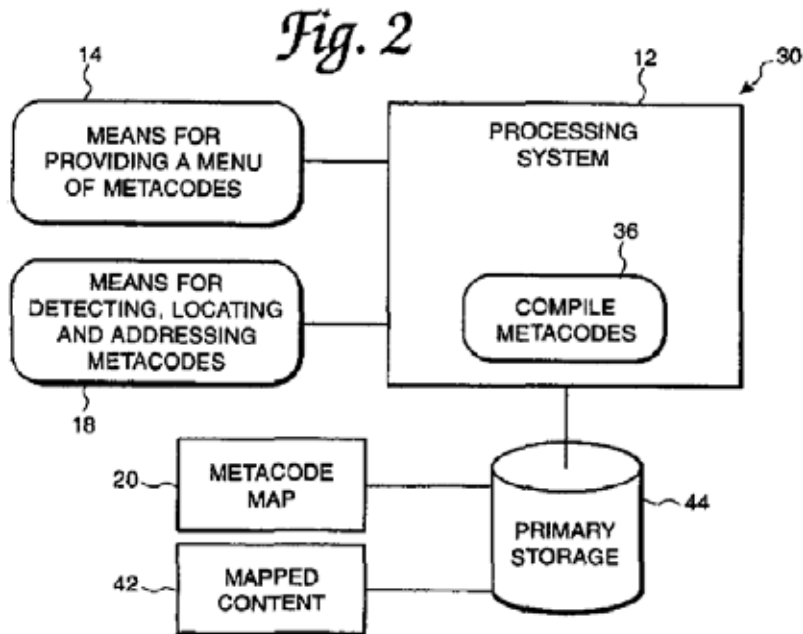 Fig. 2
14
12
30
MEANS FOR
PROVIDING A MENU
OF METACODES
PROCESSING
SYSTEM
36
MEANS FOR
DETECTING, LOCATING
AND ADDRESSING
METACODES
COMPILE
METACODES
18
20
METACODE
MAP
44
PRIMARY
STORAGE
42
MAPPED
CONTENT